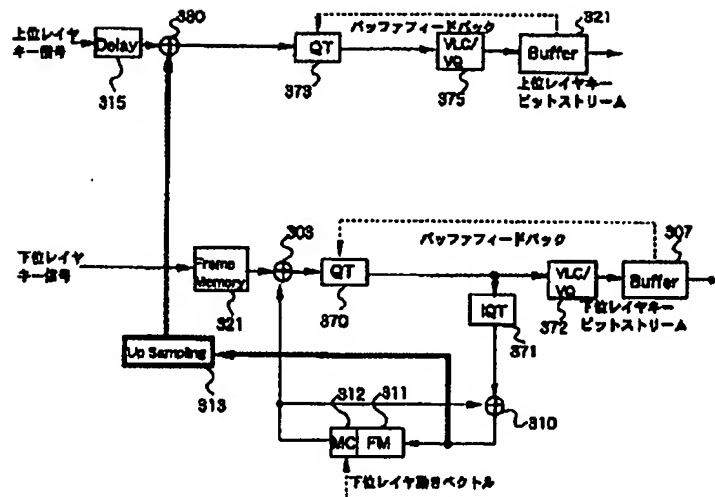 上位レイヤ
キー信号
Delay
315
380
QT
373
バッファフィードバック
VLC/
VQ
375
321
Buffer
上位レイヤキー
ビットストリーム
下位レイヤ
キー信号
Frame
Memory
321
303
QT
370
バッファフィードバック
IQT
371
VLC/
VQ
372
307
Buffer
下位レイヤキー
ビットストリーム
Up Sampling
313
312
311
MC
FM
310
下位レイヤ動きベクトル